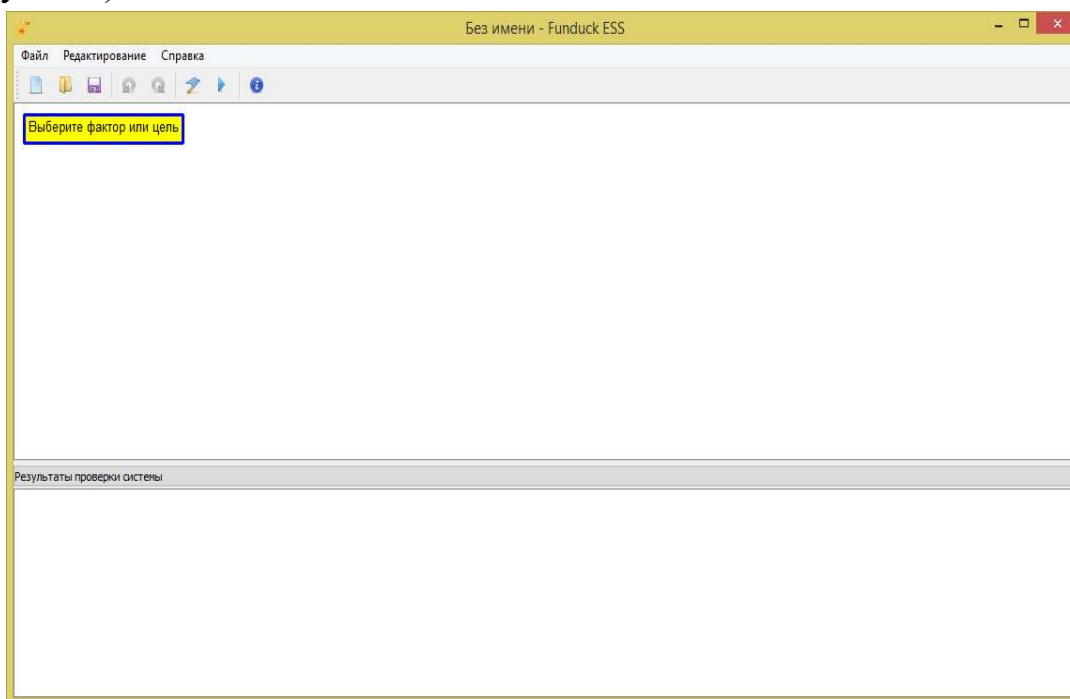 Без имени - Funduck ESS
Файл Редактирование Справка
Выберите фактор или цель
Результаты проверки системы